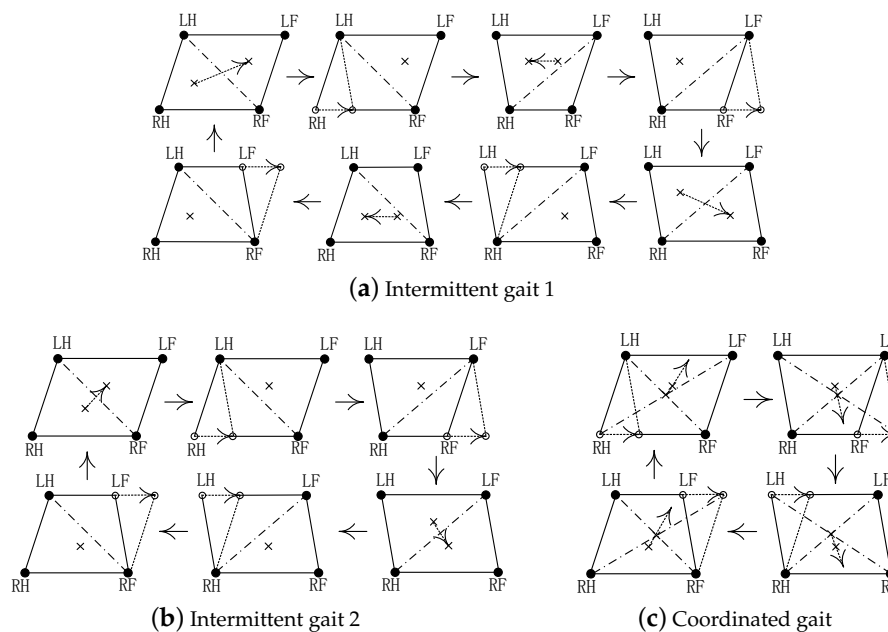 LH LF LH LF LH LF LH LF
RH RF RH RF RH RF RH RF
LH LF LH LF LH LF LH LF
RH RF RH RF RH RF RH RF
(a) Intermittent gait 1
LH LF LH LF LH LF
RH RF RH RF RH RF
LH LF LH LF LH LF
RH RF RH RF RH RF
(b) Intermittent gait 2
LH LF LH LF
RH RF RH RF
LH LF LH LF
RH RF RH RF
(c) Coordinated gait